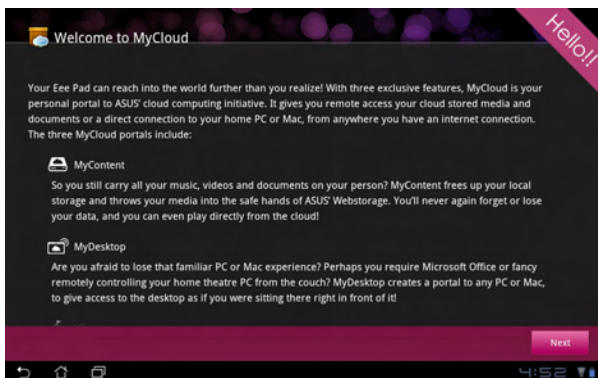 Welcome to MyCloud
Hello!!
Your Eee Pad can reach into the world further than you realize! With three exclusive features, MyCloud is your
personal portal to ASUS' cloud computing initiative. It gives you remote access your cloud stored media and
documents or a direct connection to your home PC or Mac, from anywhere you have an internet connection.
The three MyCloud portals include:
MyContent
So you still carry all your music, videos and documents on your person? MyContent frees up your local
storage and throws your media into the safe hands of ASUS' Webstorage. You'll never again forget or lose
your data, and you can even play directly from the cloud!
MyDesktop
Are you afraid to lose that familiar PC or Mac experience? Perhaps you require Microsoft Office or fancy
remotely controlling your home theatre PC from the couch? MyDesktop creates a portal to any PC or Mac,
to give access to the desktop as if you were sitting there right in front of it!
Next
4:52